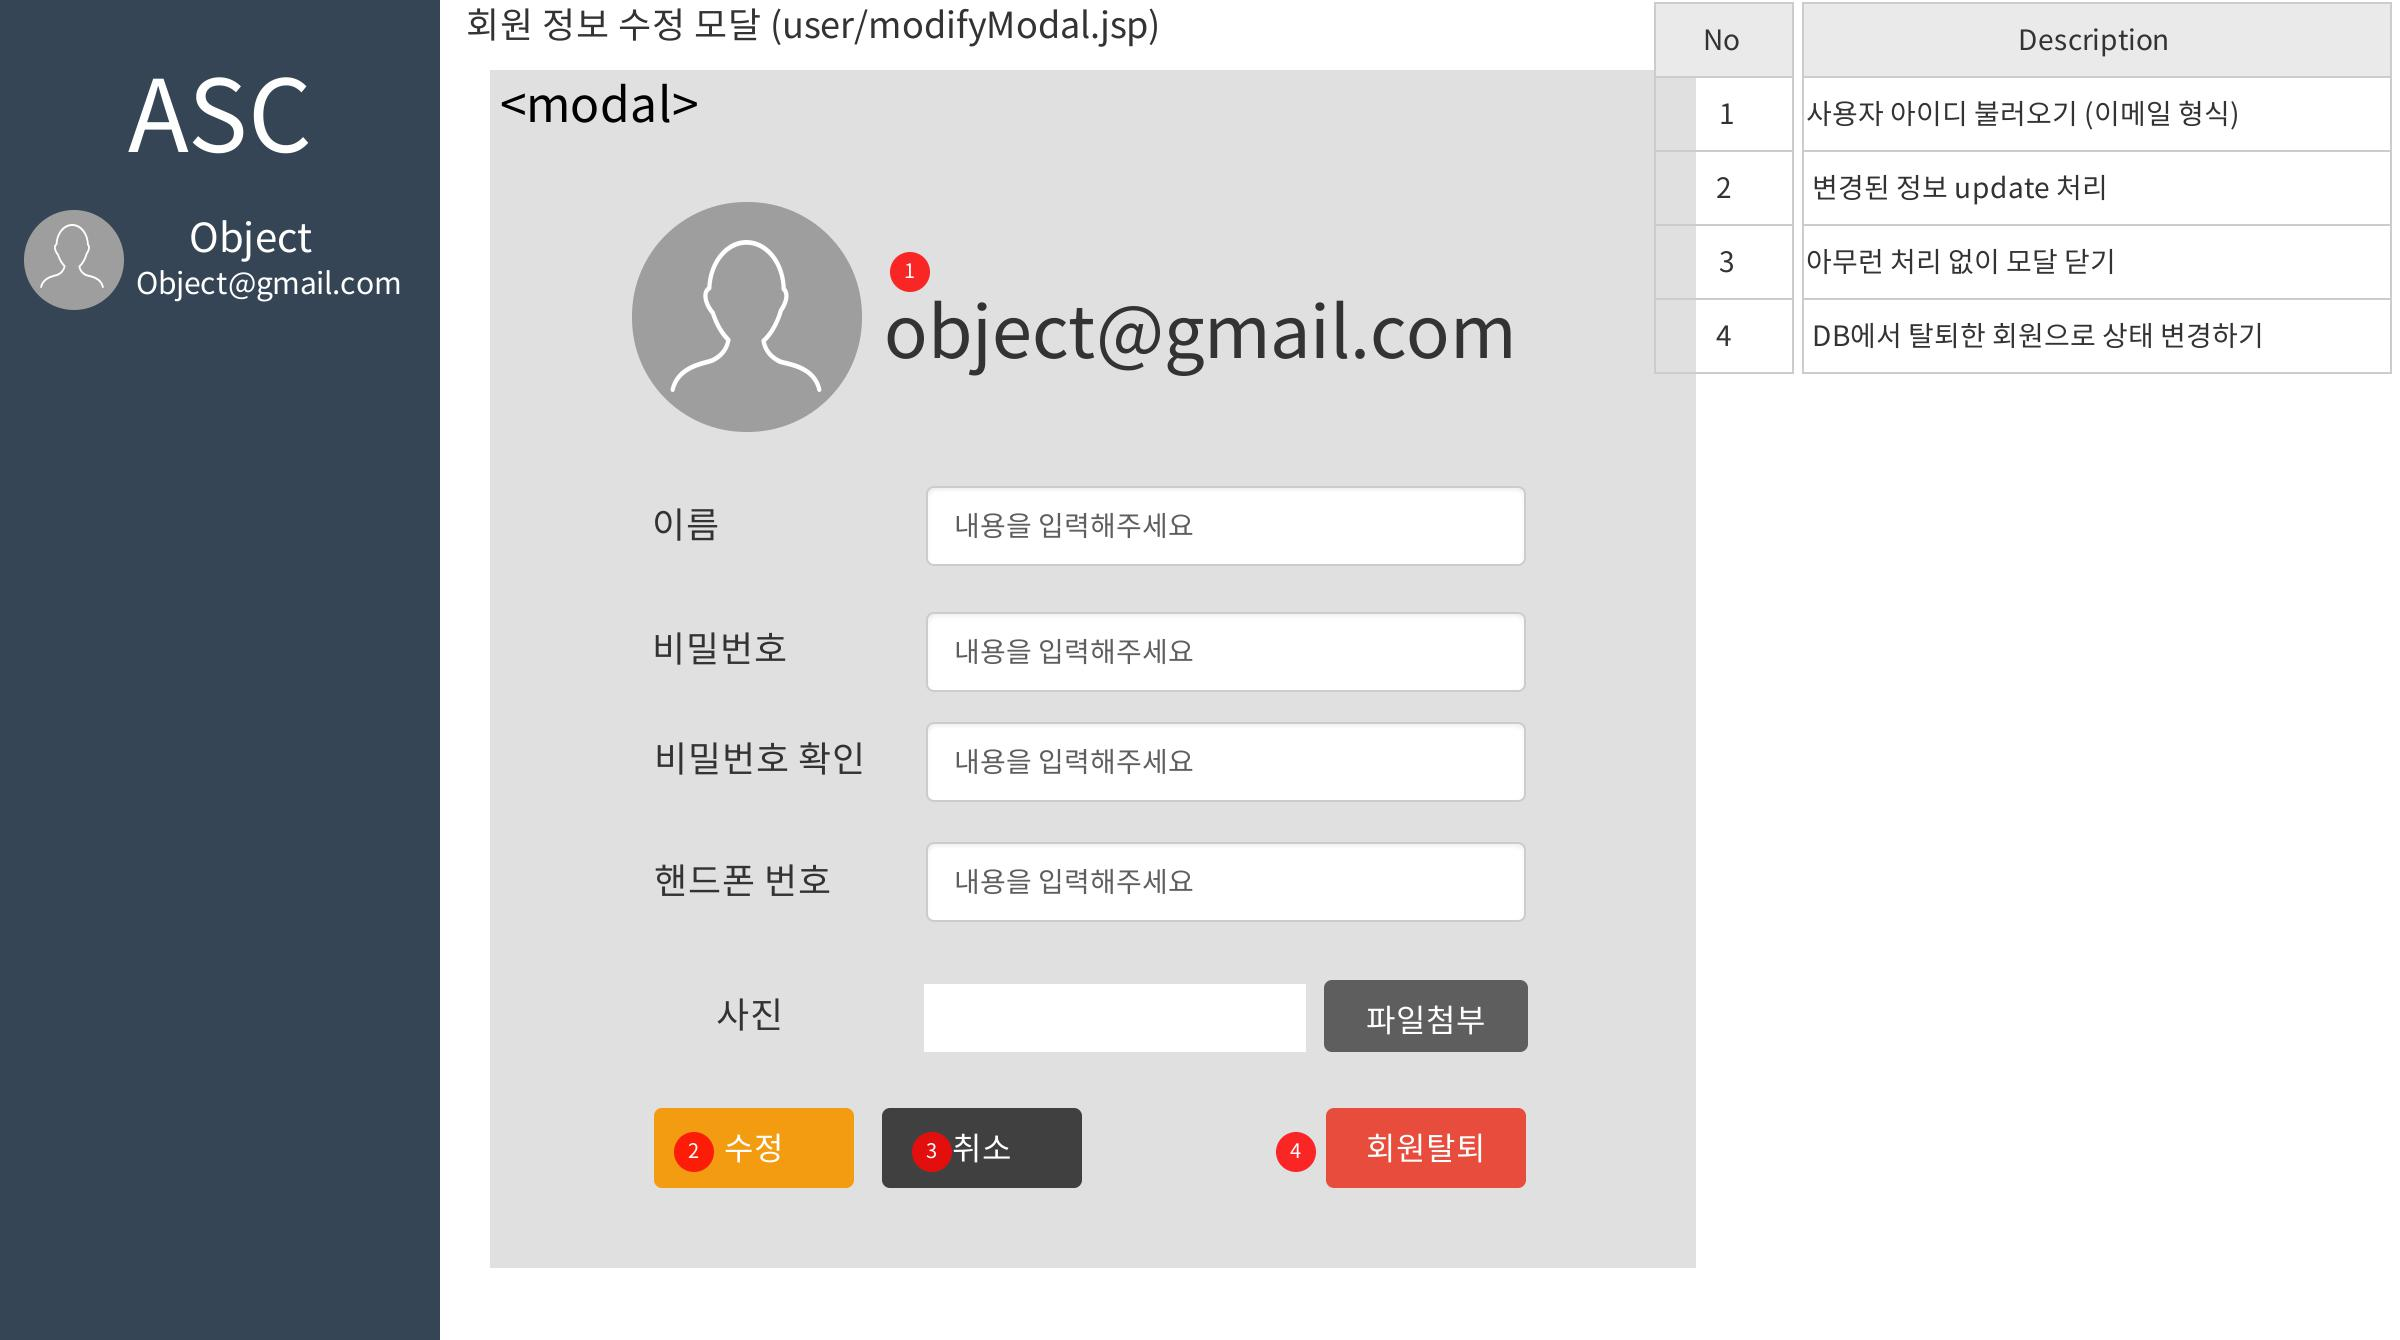 회원 정보 수정 모달 (user/modifyModal.jsp)
ASC
Object
Object@gmail.com
<modal>
1
object@gmail.com
이름
내용을 입력해주세요
비밀번호
내용을 입력해주세요
비밀번호 확인
내용을 입력해주세요
핸드폰 번호
내용을 입력해주세요
사진
파일첨부
2 수정
3 취소
4 회원탈퇴
No Description
1 사용자 아이디 불러오기 (이메일 형식)
2 변경된 정보 update 처리
3 아무런 처리 없이 모달 닫기
4 DB에서 탈퇴한 회원으로 상태 변경하기